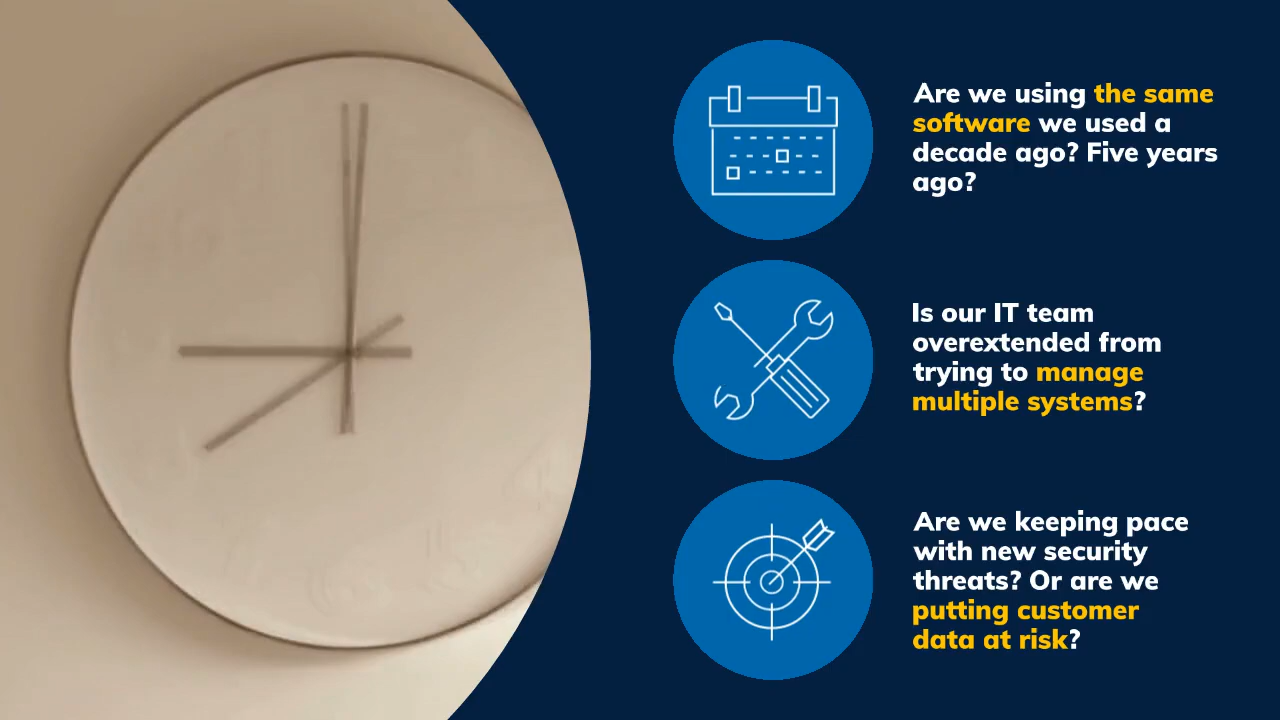 Are we using the same
software we used a
decade ago? Five years
ago?
Is our IT team
overextended from
trying to manage
multiple systems?
Are we keeping pace
with new security
threats? Or are we
putting customer
data at risk?